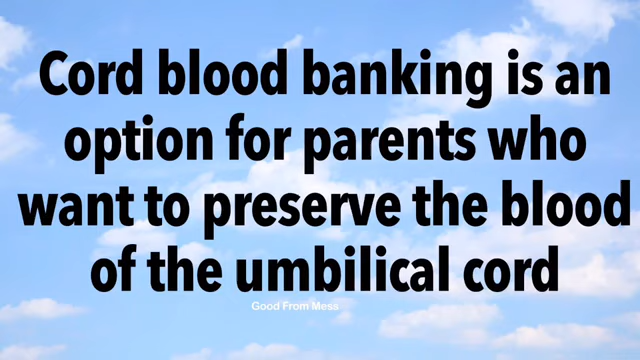 Cord blood banking is an
option for parents who
want to preserve the blood
of the umbilical cord
Good From Mess